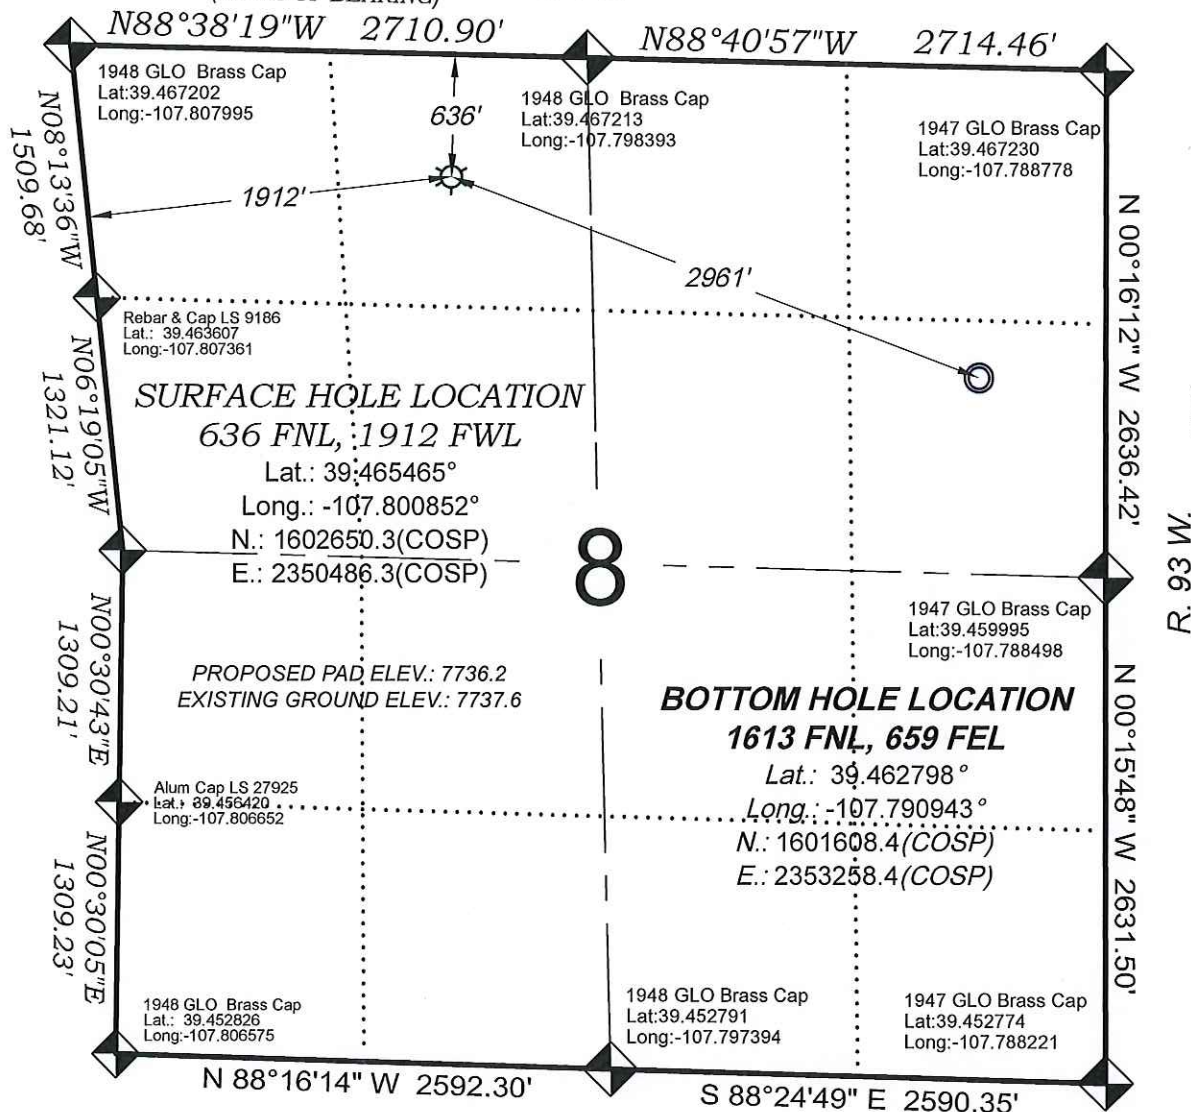 N88°38'19"W 2710.90'
N88°40'57"W 2714.46'
1948 GLO Brass Cap
Lat:39.467202
Long:-107.807995
636'
1948 GLO Brass Cap
Lat:39.467213
Long:-107.798393
1947 GLO Brass Cap
Lat:39.467230
Long:-107.788778
N08°13'36"W
1509.68'
1912'
2961'
N 00°16'12" W 2636.42'
Rebar & Cap LS 9186
Lat.: 39.463607
Long:-107.807361
N06°19'05"W
1321.12'
SURFACE HOLE LOCATION
636 FNL, 1912 FWL
Lat.: 39.465465°
Long.: -107.800852°
N.: 1602650.3(COSP)
E.: 2350486.3(COSP)
8
R. 93 W.
1947 GLO Brass Cap
Lat:39.459995
Long:-107.788498
N00°30'43"E
1309.21'
PROPOSED PAD ELEV.: 7736.2
EXISTING GROUND ELEV.: 7737.6
BOTTOM HOLE LOCATION
1613 FNL, 659 FEL
Lat.: 39.462798°
Long.: -107.790943°
N.: 1601608.4(COSP)
E.: 2353258.4(COSP)
N 00°15'48" W 2631.50'
Alum Cap LS 27925
Lat.: 39.456420
Long:-107.806652
N00°30'05"E
1309.23'
1948 GLO Brass Cap
Lat.: 39.452826
Long:-107.806575
1948 GLO Brass Cap
Lat:39.452791
Long:-107.797394
1947 GLO Brass Cap
Lat:39.452774
Long:-107.788221
N 88°16'14" W 2592.30'
S 88°24'49" E 2590.35'